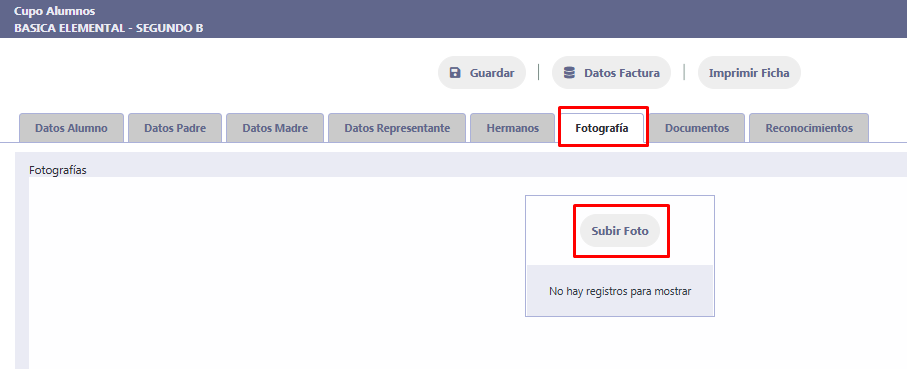 Cupo Alumnos
BASICA ELEMENTAL - SEGUNDO B
Guardar | Datos Factura | Imprimir Ficha
Datos Alumno Datos Padre Datos Madre Datos Representante Hermanos Fotografía Documentos Reconocimientos
Fotografías
Subir Foto
No hay registros para mostrar